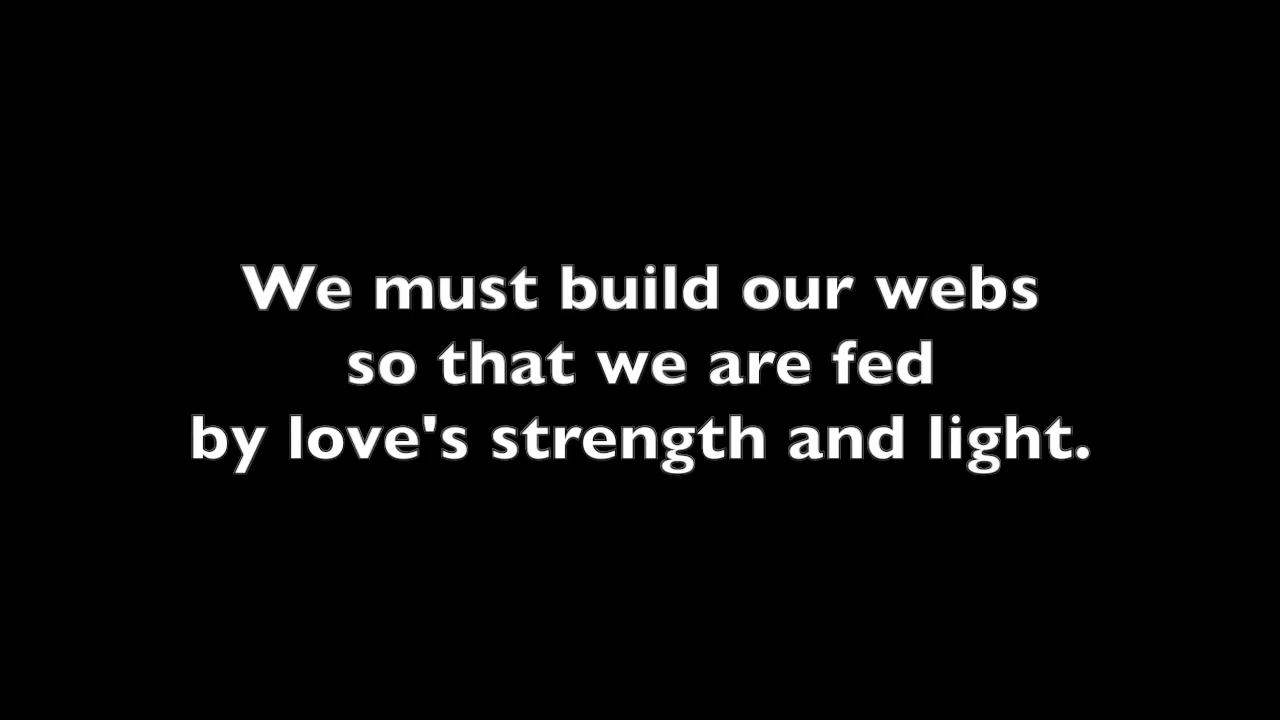 We must build our webs
so that we are fed
by love's strength and light.